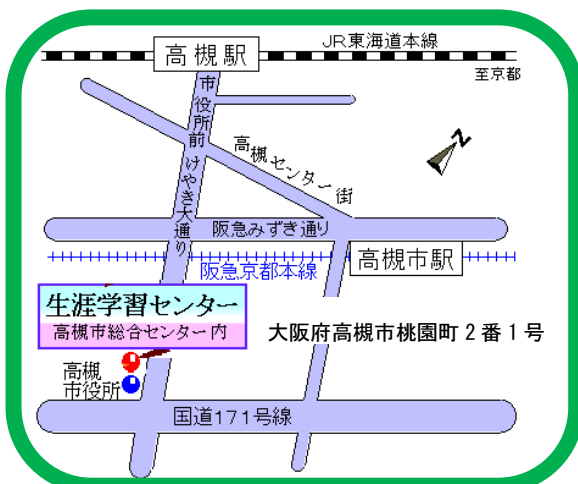 JR東海道本線
高槻駅
至京都
市役所前けやき大通り
高槻センター街
N
阪急みずき通り
高槻市駅
阪急京都本線
生涯学習センター
高槻市総合センター内
大阪府高槻市桃園町2番1号
高槻
市役所
国道171号線